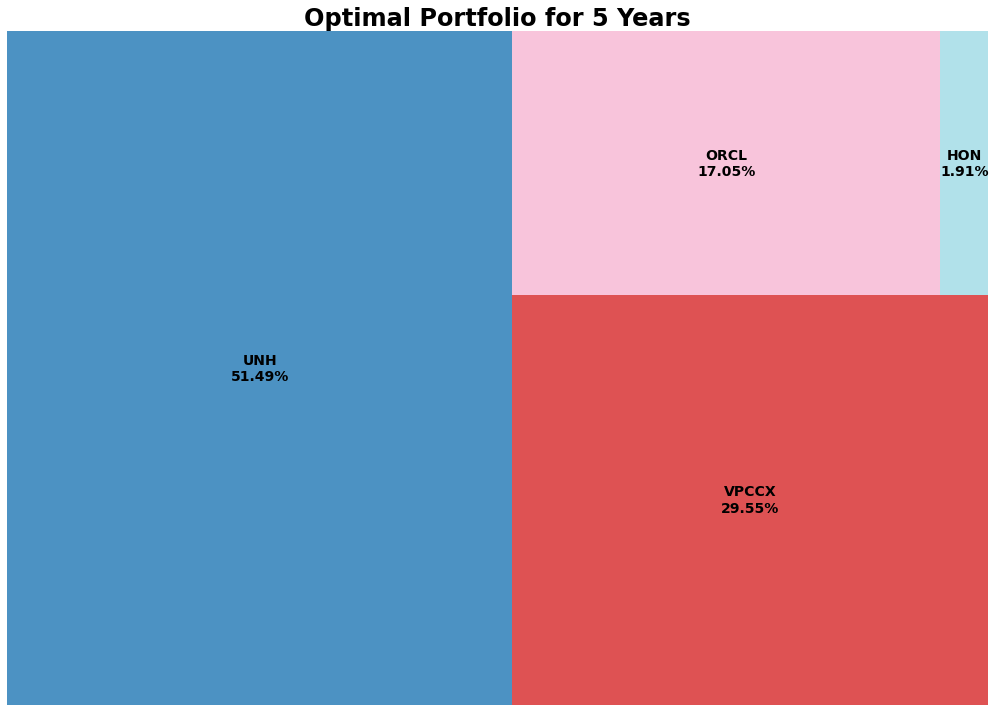 Optimal Portfolio for 5 Years
UNH
51.49%
ORCL
17.05%
HON
1.91%
VPCCX
29.55%